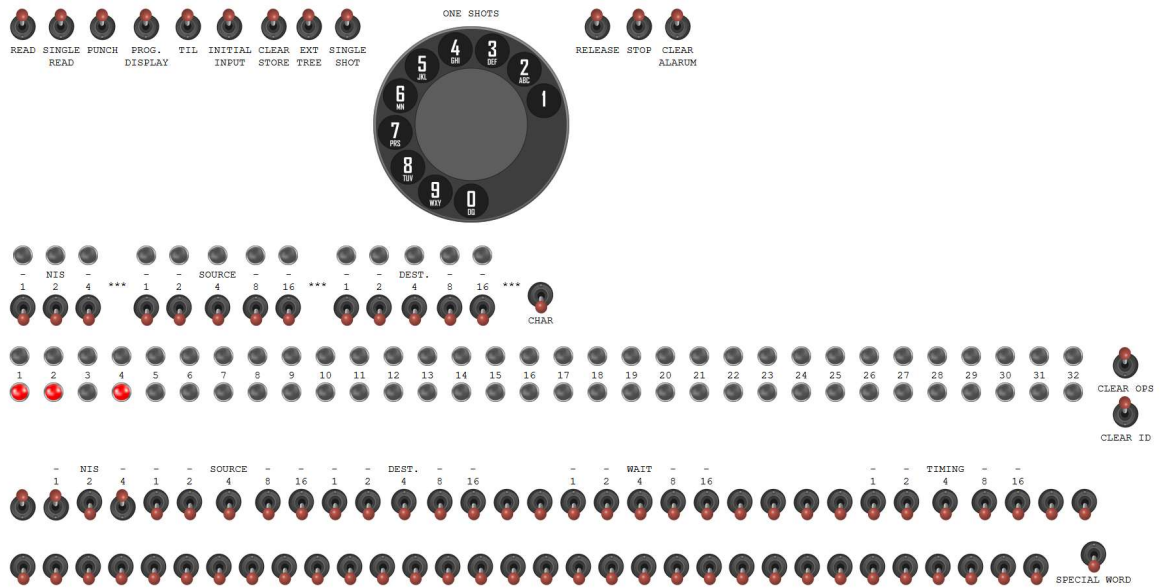 ONE SHOTS
READ SINGLE READ PUNCH PROG. DISPLAY TIL INITIAL INPUT CLEAR STORE EXT TREE SINGLE SHOT RELEASE STOP CLEAR ALARUM
4 GHI
3 DEF
5 JKL
2 ABC
6 MN
1
7 PRS
8 TUV
9 WXY
0 OQ
- NIS - - - SOURCE - - - - DEST. - -
1 2 4 *** 1 2 4 8 16 *** 1 2 4 8 16 ***
CHAR
1 2 3 4 5 6 7 8 9 10 11 12 13 14 15 16 17 18 19 20 21 22 23 24 25 26 27 28 29 30 31 32
CLEAR OPS
CLEAR ID
- NIS - - - SOURCE - - - - DEST. - - - - WAIT - - - - TIMING - -
1 2 4 1 2 4 8 16 1 2 4 8 16 1 2 4 8 16 1 2 4 8 16
SPECIAL WORD